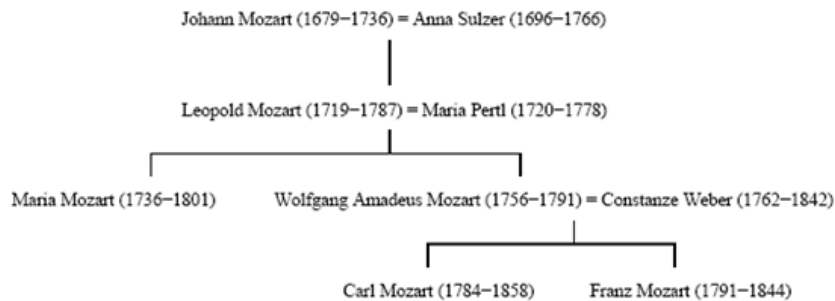 Johann Mozart (1679–1736) = Anna Sulzer (1696–1766)
Leopold Mozart (1719–1787) = Maria Pertl (1720–1778)
Maria Mozart (1736–1801) Wolfgang Amadeus Mozart (1756–1791) = Constanze Weber (1762–1842)
Carl Mozart (1784–1858) Franz Mozart (1791–1844)